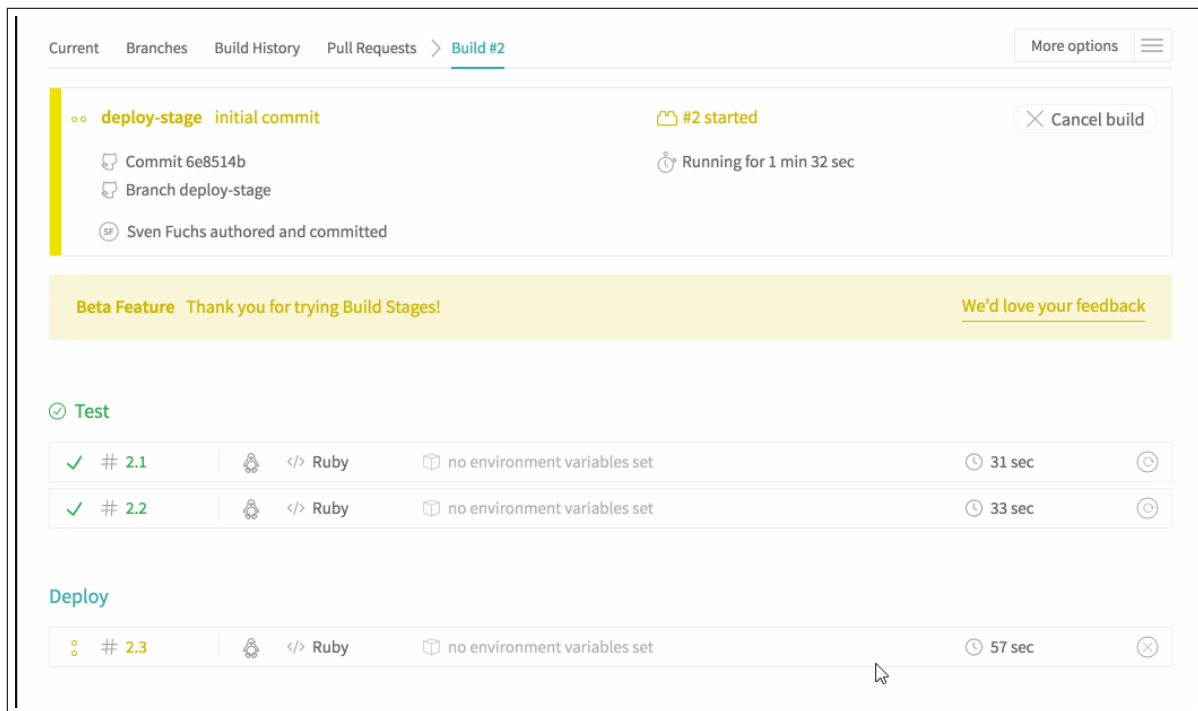 Current Branches Build History Pull Requests > Build #2 More options
deploy-stage initial commit #2 started Cancel build
Commit 6e8514b Running for 1 min 32 sec
Branch deploy-stage
SF Sven Fuchs authored and committed
Beta Feature Thank you for trying Build Stages! We'd love your feedback
Test
# 2.1 </> Ruby no environment variables set 31 sec
# 2.2 </> Ruby no environment variables set 33 sec
Deploy
# 2.3 </> Ruby no environment variables set 57 sec